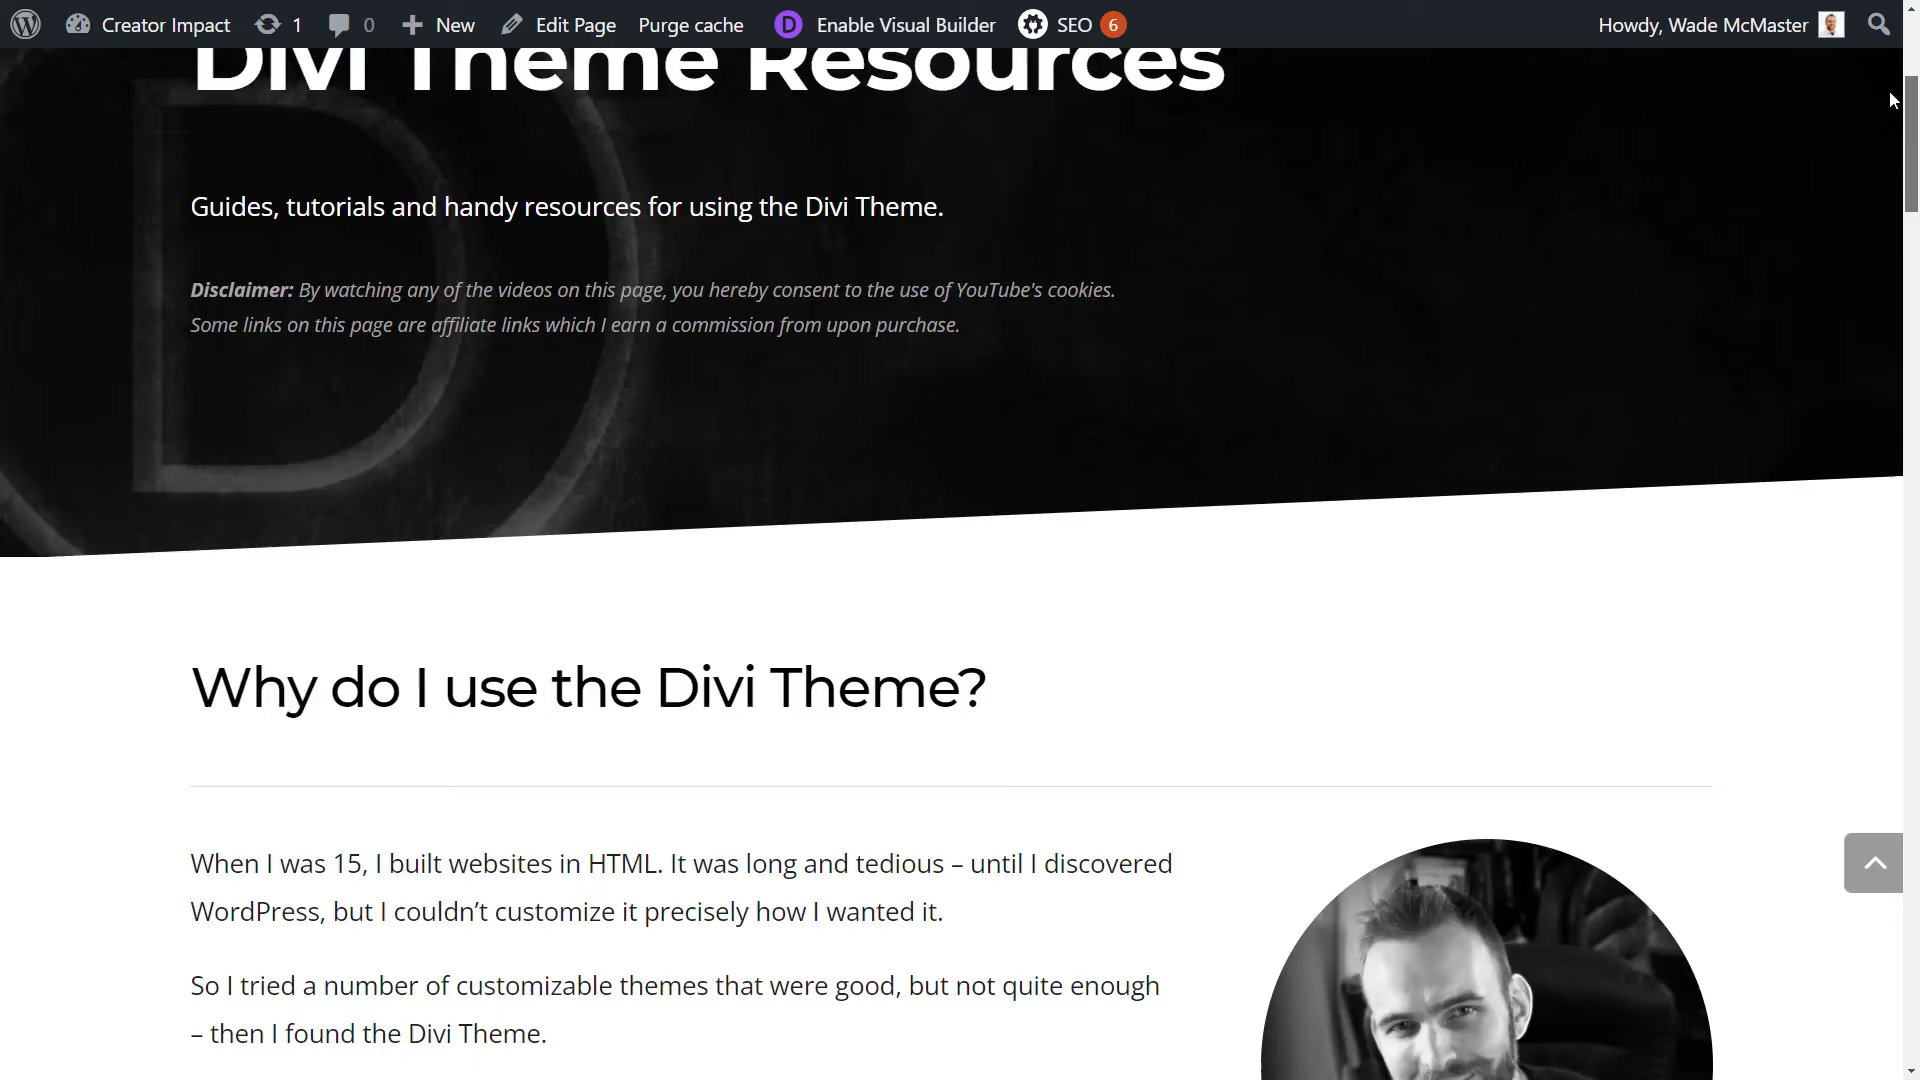 Creator Impact 1 0 New Edit Page Purge cache D Enable Visual Builder SEO 6 Howdy, Wade McMaster
Divi Theme Resources
Guides, tutorials and handy resources for using the Divi Theme.
Disclaimer: By watching any of the videos on this page, you hereby consent to the use of YouTube's cookies.
Some links on this page are affiliate links which I earn a commission from upon purchase.
Why do I use the Divi Theme?
When I was 15, I built websites in HTML. It was long and tedious – until I discovered
WordPress, but I couldn’t customize it precisely how I wanted it.
So I tried a number of customizable themes that were good, but not quite enough
– then I found the Divi Theme.